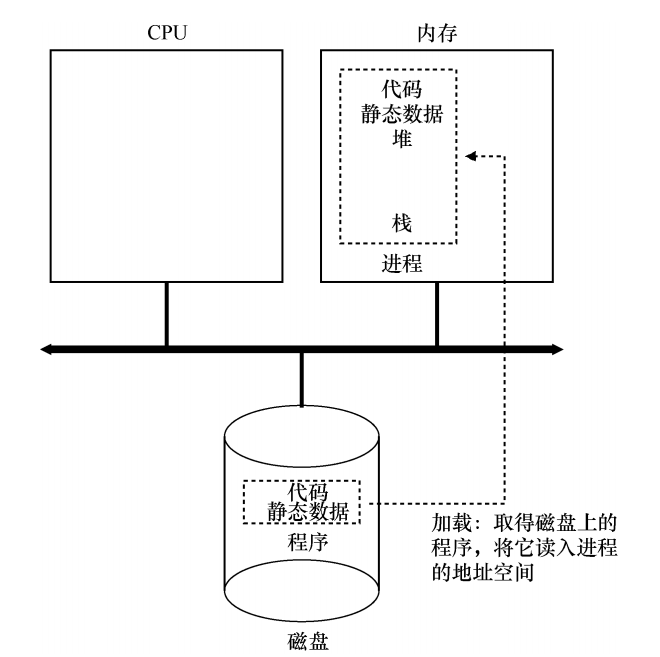 CPU
内存
代码
静态数据
堆
栈
进程
代码
静态数据
程序
加载：取得磁盘上的
程序，将它读入进程
的地址空间
磁盘